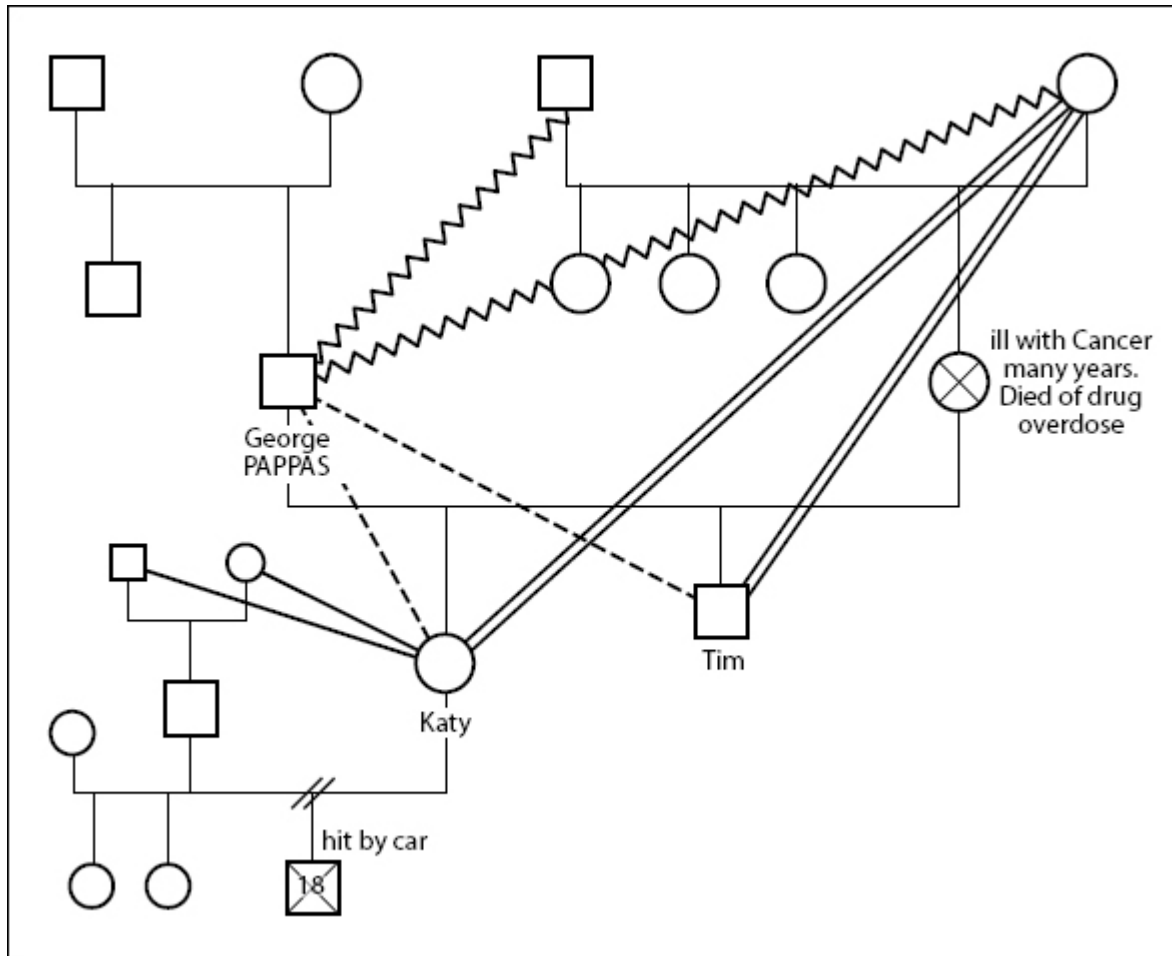 ill with Cancer
many years.
Died of drug
overdose
George
PAPPAS
Tim
Katy
hit by car
18